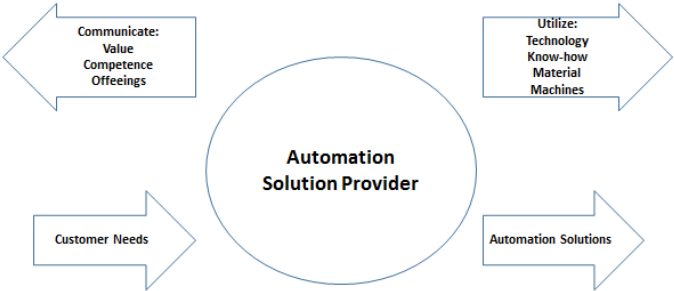 Communicate:
Value
Competence
Offeeings
Utilize:
Technology
Know-how
Material
Machines
Automation
Solution Provider
Customer Needs
Automation Solutions